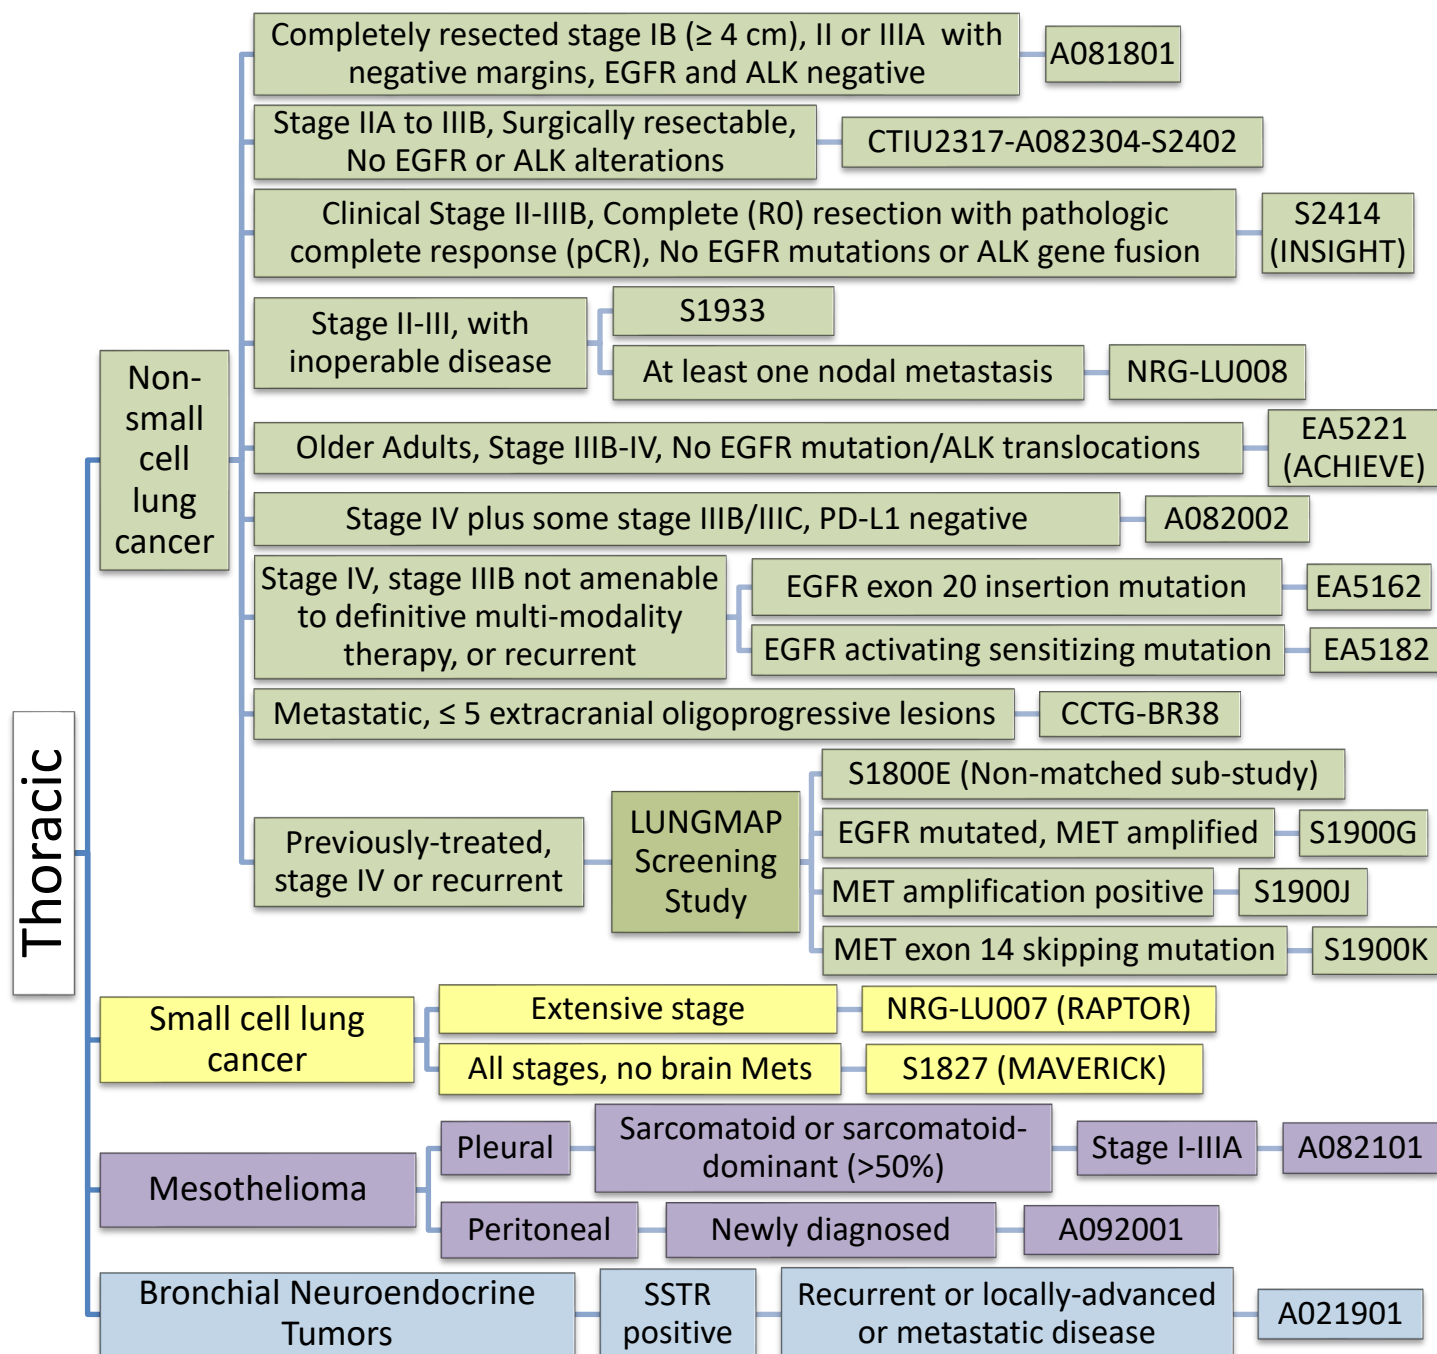 Thoracic
Non-
small
cell
lung
cancer
Completely resected stage IB (≥ 4 cm), II or IIIA with
negative margins, EGFR and ALK negative
A081801
Stage IIA to IIIB, Surgically resectable,
No EGFR or ALK alterations
CTIU2317-A082304-S2402
Clinical Stage II-IIIB, Complete (R0) resection with pathologic
complete response (pCR), No EGFR mutations or ALK gene fusion
S2414
(INSIGHT)
Stage II-III, with
inoperable disease
S1933
At least one nodal metastasis
NRG-LU008
Older Adults, Stage IIIB-IV, No EGFR mutation/ALK translocations
EA5221
(ACHIEVE)
Stage IV plus some stage IIIB/IIIC, PD-L1 negative
A082002
Stage IV, stage IIIB not amenable
to definitive multi-modality
therapy, or recurrent
EGFR exon 20 insertion mutation
EA5162
EGFR activating sensitizing mutation
EA5182
Metastatic, ≤ 5 extracranial oligoprogressive lesions
CCTG-BR38
Previously-treated,
stage IV or recurrent
LUNGMAP
Screening
Study
S1800E (Non-matched sub-study)
EGFR mutated, MET amplified
S1900G
MET amplification positive
S1900J
MET exon 14 skipping mutation
S1900K
Small cell lung
cancer
Extensive stage
NRG-LU007 (RAPTOR)
All stages, no brain Mets
S1827 (MAVERICK)
Mesothelioma
Pleural
Sarcomatoid or sarcomatoid-
dominant (>50%)
Stage I-IIIA
A082101
Peritoneal
Newly diagnosed
A092001
Bronchial Neuroendocrine
Tumors
SSTR
positive
Recurrent or locally-advanced
or metastatic disease
A021901